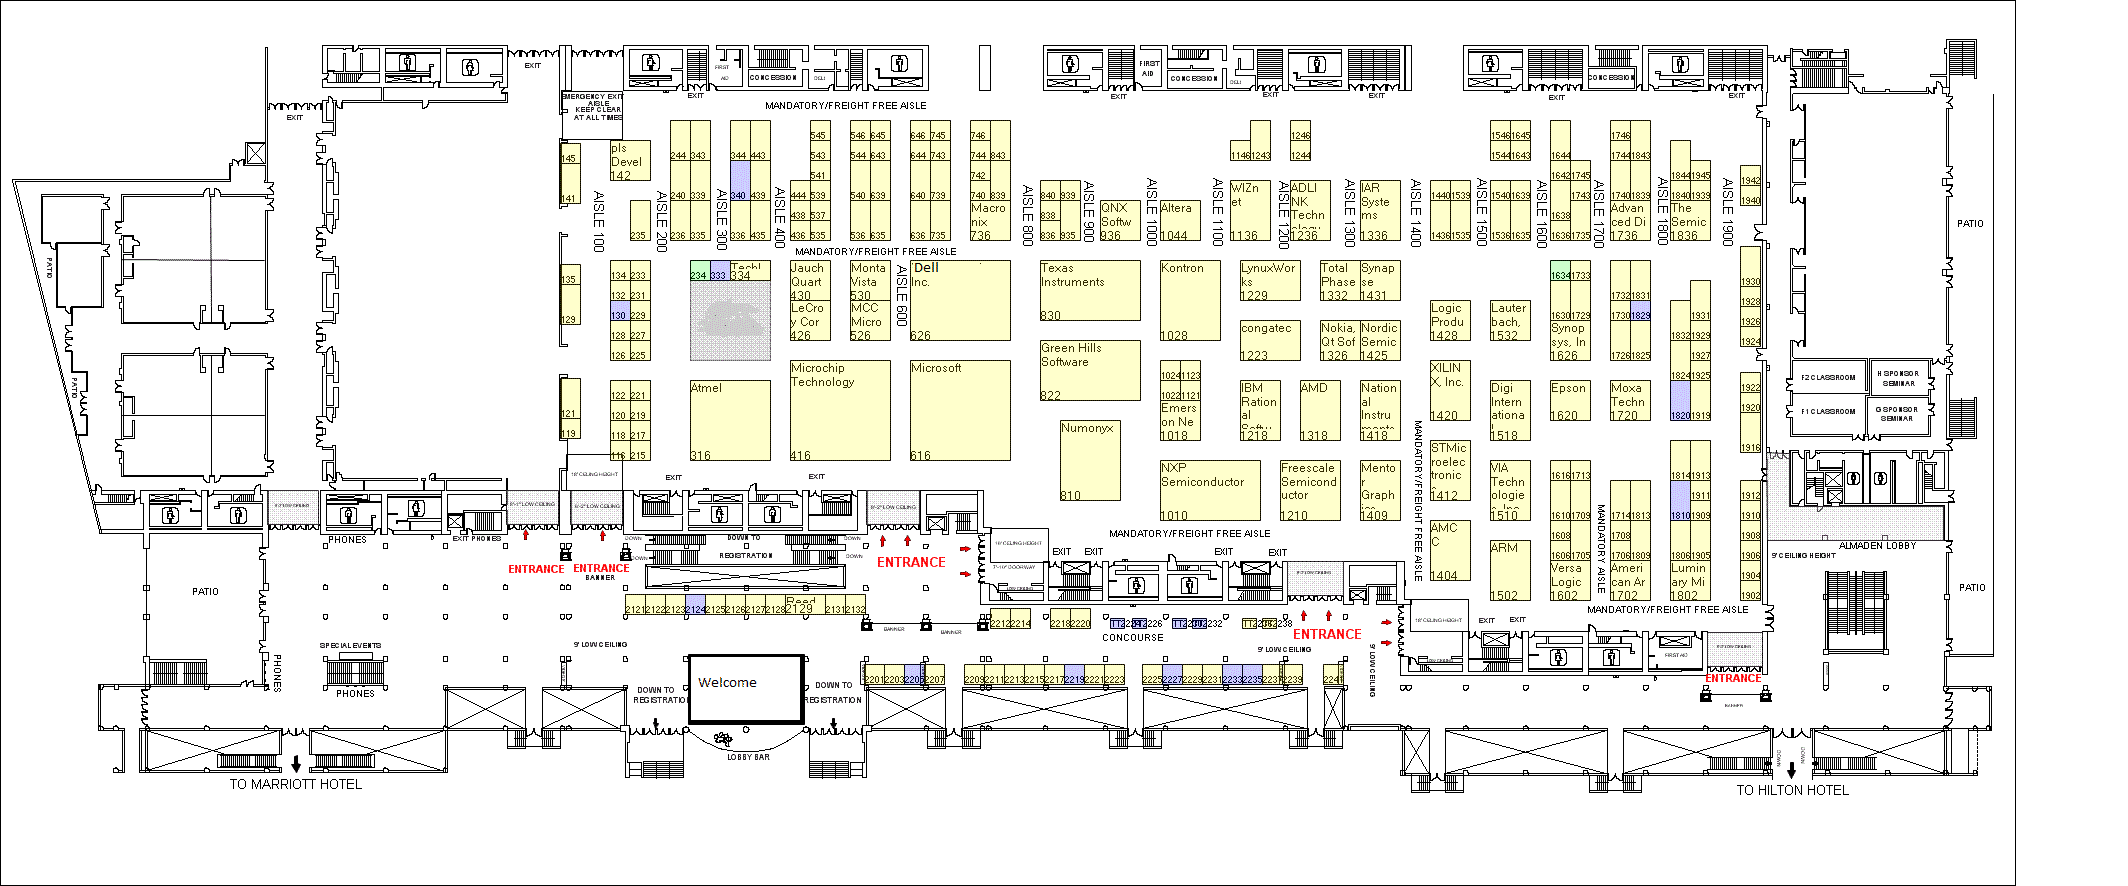 EXIT
EXIT
FIRST
AID
CONCESSION
DELI
EXIT
EXIT
FIRST
AID
CONCESSION
DELI
EXIT
EXIT
CONCESSION
EXIT
EXIT
EMERGENCY EXIT
AISLE
KEEP CLEAR
AT ALL TIMES
MANDATORY/FREIGHT FREE AISLE
545
546 645
646 745
746
1246
1546 1645
1746
145
pls
Devel
142
244 343
344 443
543
544 643
644 743
744 843
1146 1243
1244
1544 1643
1644
1744 1843
541
742
1642 1745
1844 1945
1942
141
240 339
340 439
444 539
540 639
640 739
740 839
840 939
1440 1539
1540 1639
1743
1740 1839
1840 1939
1940
AISLE 100
AISLE 200
AISLE 300
AISLE 400
AISLE 800
AISLE 900
AISLE 1000
AISLE 1100
AISLE 1200
AISLE 1300
AISLE 1400
AISLE 1500
AISLE 1600
AISLE 1700
AISLE 1800
AISLE 1900
438 537
838
1638
235
236 335
336 435
436 535
536 635
636 735
Macro
nix
736
836 935
QNX
Softw
936
Altera
1044
WIZn
et
1136
ADLI
NK
Techn
1236
IAR
Syste
ms
1336
1436 1535
1536 1635
1636 1735
Advan
ced Di
1736
The
Semic
1836
PATIO
MANDATORY/FREIGHT FREE AISLE
135
134 233
234 333
334
Jauch
Quart
430
Monta
Vista
530
AISLE 600
Dell
Inc.
626
Texas
Instruments
830
Kontron
1028
LynuxWor
ks
1229
Total
Phase
1332
Synap
se
1431
1634 1733
1930
132 231
1732 1831
1928
129
130 229
LeCro
y Cor
426
MCC
Micro
526
Logic
Produ
1428
Lauter
bach,
1532
1630 1729
1730 1829
1931
1926
128 227
congatec
1223
Nokia,
Qt Sof
1326
Nordic
Semic
1425
Synop
sys, In
1626
1832 1929
1924
126 225
Green Hills
Software
822
1726 1825
1927
PATIO
PATIO
Microchip
Technology
416
Microsoft
616
1024 1123
XILIN
X, Inc.
1420
1824 1925
1922
F2 CLASSROOM
H SPONSOR
SEMINAR
122 221
Atmel
316
1022 1121
IBM
Ration
al
1218
AMD
1318
Nation
al
Instru
1418
Digi
Intern
ationa
1518
Epson
1620
Moxa
Techn
1720
1820 1919
1920
F1 CLASSROOM
G SPONSOR
SEMINAR
121
120 219
Emers
on Ne
1018
119
118 217
Numonyx
810
1916
116 215
MANDATORY/FREIGHT FREE AISLE
STMic
roelec
tronic
1412
18' CEILING HEIGHT
EXIT
EXIT
NXP
Semiconductor
1010
Freescale
Semicond
uctor
1210
Mento
r
Graph
1409
VIA
Techn
ologie
1510
1616 1713
1814 1913
1911
1912
1610 1709
1714 1813
1810 1909
1910
AMC
C
1404
MANDATORY AISLE
1608
1708
1908
1606 1705
1706 1809
1806 1905
1906
ARM
1502
Versa
Logic
1602
Ameri
can Ar
1702
Lumin
ary Mi
1802
1904
1902
MANDATORY/FREIGHT FREE AISLE
MANDATORY/FREIGHT FREE AISLE
ALMADEN LOBBY
9' CEILING HEIGHT
PHONES
EXIT PHONES
DOWN TO
REGISTRATION
DOWN
DOWN
DOWN
DOWN
ENTRANCE
ENTRANCE
BANNER
ENTRANCE
18' CEILING HEIGHT
7'-10" DOORWAY
EXIT
EXIT
EXIT
EXIT
PATIO
PATIO
2121 2122 2123 2124 2125 2126 2127 2128
Reed
2129
2131 2132
BANNER
BANNER
2212 2214
2218 2220
2226
2232
2238
CONCOURSE
ENTRANCE
18' CEILING HEIGHT
EXIT
EXIT
FIRST AID
SPECIAL EVENTS
PHONES
PHONES
9' LOW CEILING
9' LOW CEILING
9' LOW CEILING
2201 2203 2205 2207
2209 2211 2213 2215 2217 2219 2221 2223
2225 2227 2229 2231 2233 2235 2237 2239
224
ENTRANCE
BANNER
Welcome
DOWN TO
REGISTRATION
DOWN TO
REGISTRATION
LOBBY BAR
DOWN
DOWN
TO MARRIOTT HOTEL
TO HILTON HOTEL